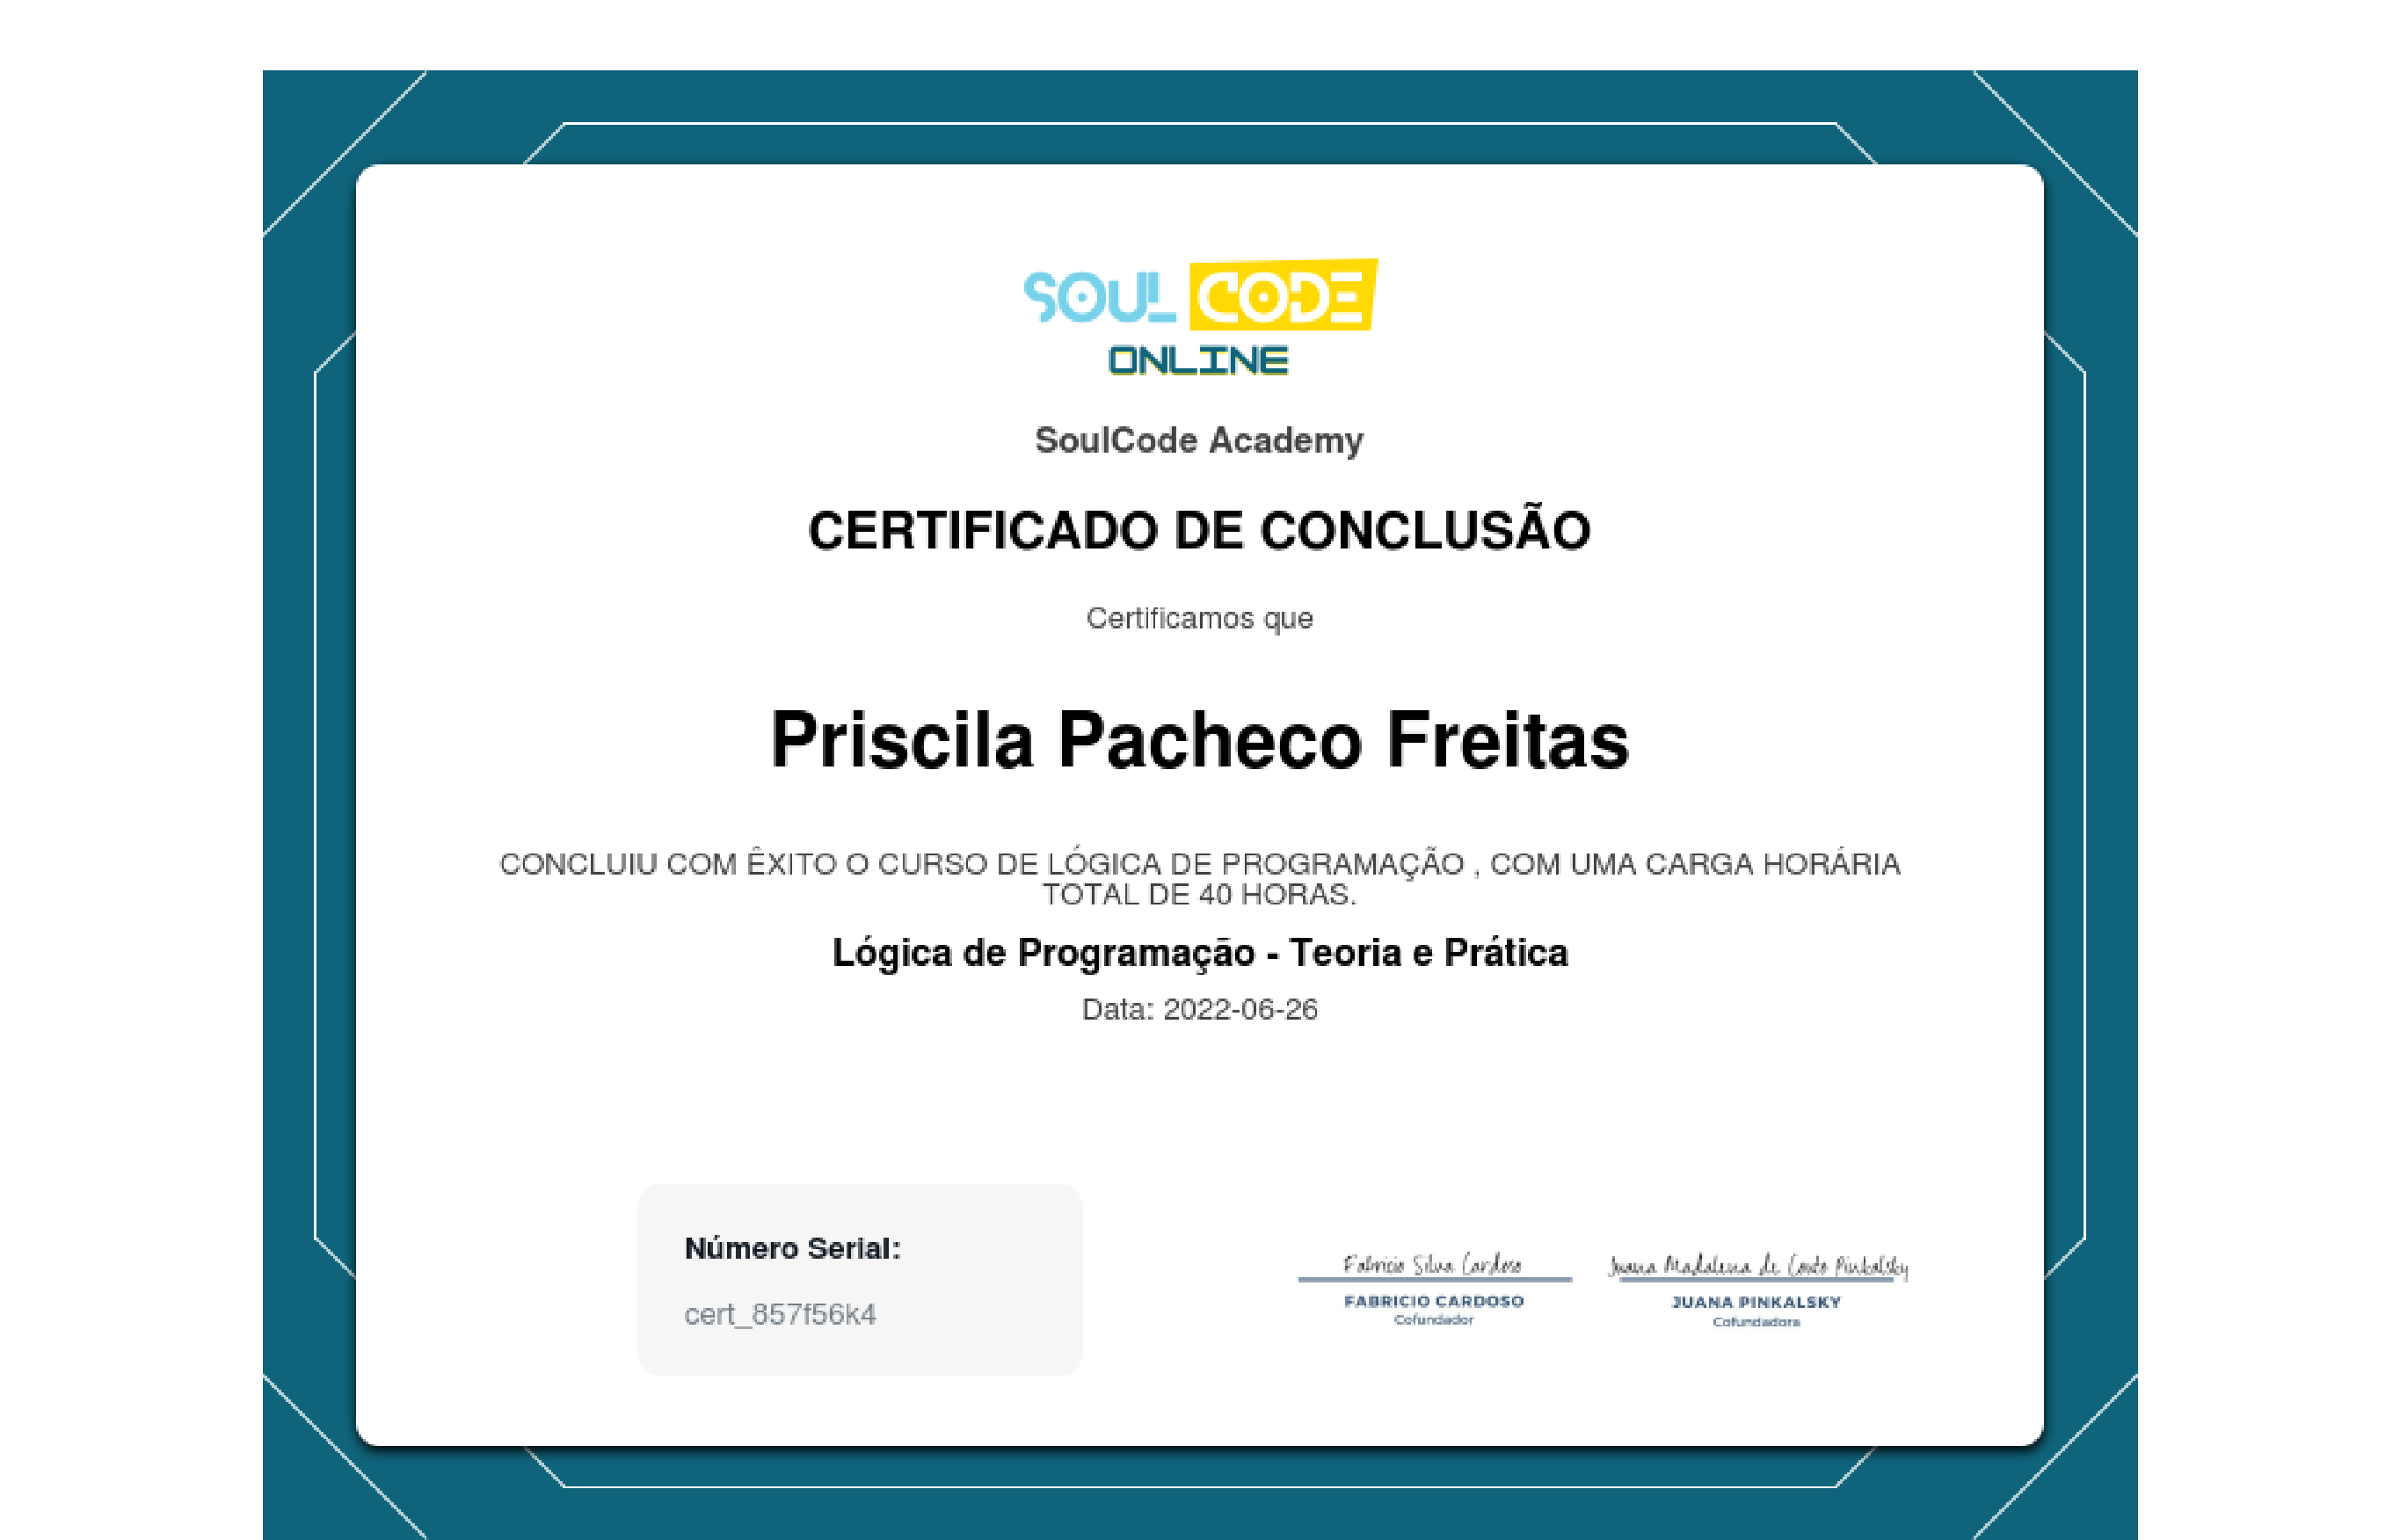 SOUL CODE
ONLINE
SoulCode Academy
CERTIFICADO DE CONCLUSÃO
Certificamos que
Priscila Pacheco Freitas
CONCLUIU COM ÊXITO O CURSO DE LÓGICA DE PROGRAMAÇÃO , COM UMA CARGA HORÁRIA
TOTAL DE 40 HORAS.
Lógica de Programação - Teoria e Prática
Data: 2022-06-26
Número Serial:
cert_857f56k4
Fabricio Silva Cardoso
FABRICIO CARDOSO
Cofundador
Juana Madalena de Couto Pinkalsky
JUANA PINKALSKY
Cofundadora